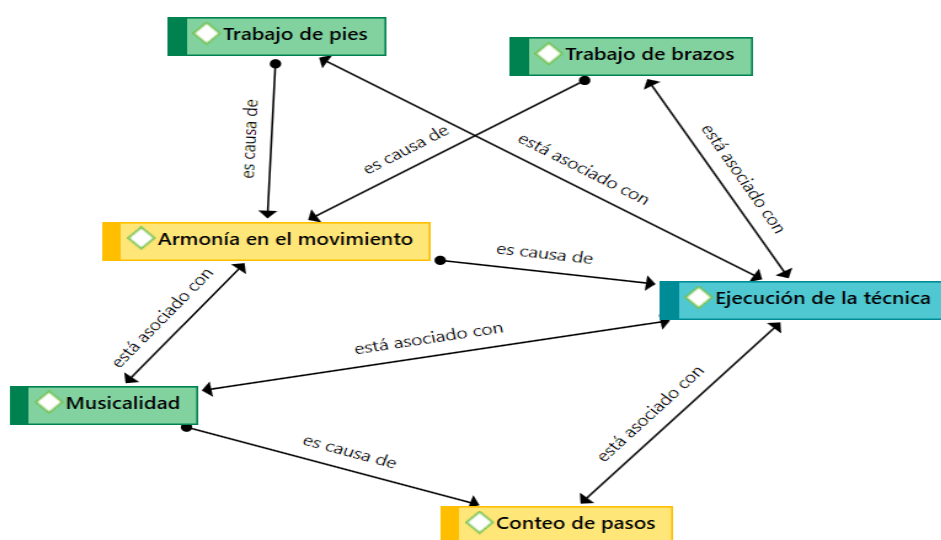 Trabajo de pies
Trabajo de brazos
es causa de
es causa de
está asociado con
está asociado con
Armonía en el movimiento
es causa de
Ejecución de la técnica
está asociado con
está asociado con
Musicalidad
está asociado con
es causa de
Conteo de pasos